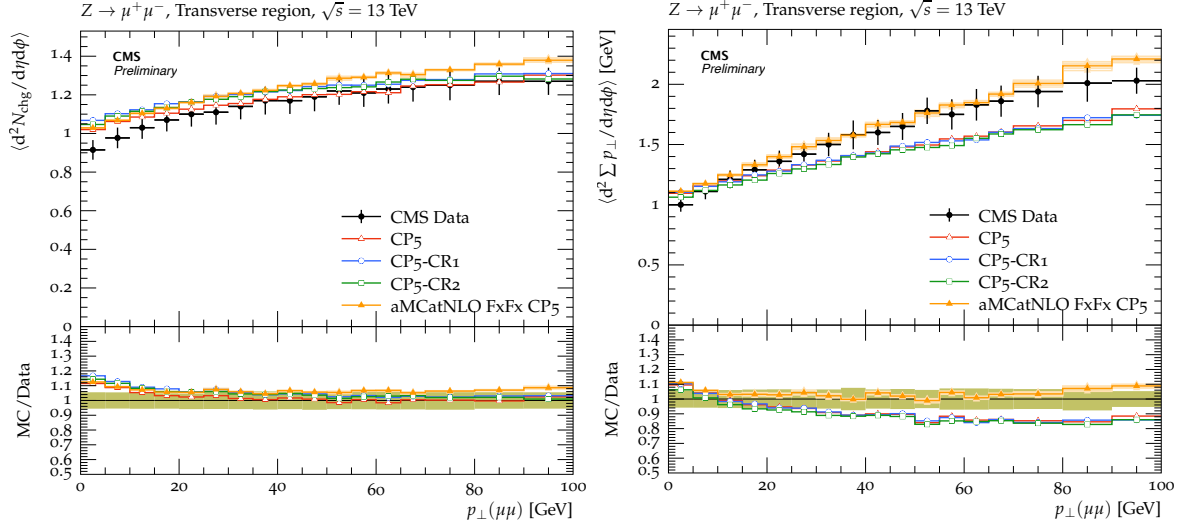 Z → μ⁺μ⁻, Transverse region, √s = 13 TeV
⟨d²N_chg/dηdϕ⟩
CMS
Preliminary
1.4
1.2
1
0.8
0.6
0.4
0.2
0
CMS Data
CP5
CP5-CR1
CP5-CR2
aMCatNLO FxFx CP5
MC/Data
1.4
1.3
1.2
1.1
1.0
0.9
0.8
0.7
0.6
0.5
0 20 40 60 80 100
p⊥(μμ) [GeV]
Z → μ⁺μ⁻, Transverse region, √s = 13 TeV
⟨d² ∑ p⊥/dηdϕ⟩ [GeV]
CMS
Preliminary
2
1.5
1
0.5
0
CMS Data
CP5
CP5-CR1
CP5-CR2
aMCatNLO FxFx CP5
MC/Data
1.4
1.3
1.2
1.1
1.0
0.9
0.8
0.7
0.6
0.5
0 20 40 60 80 100
p⊥(μμ) [GeV]